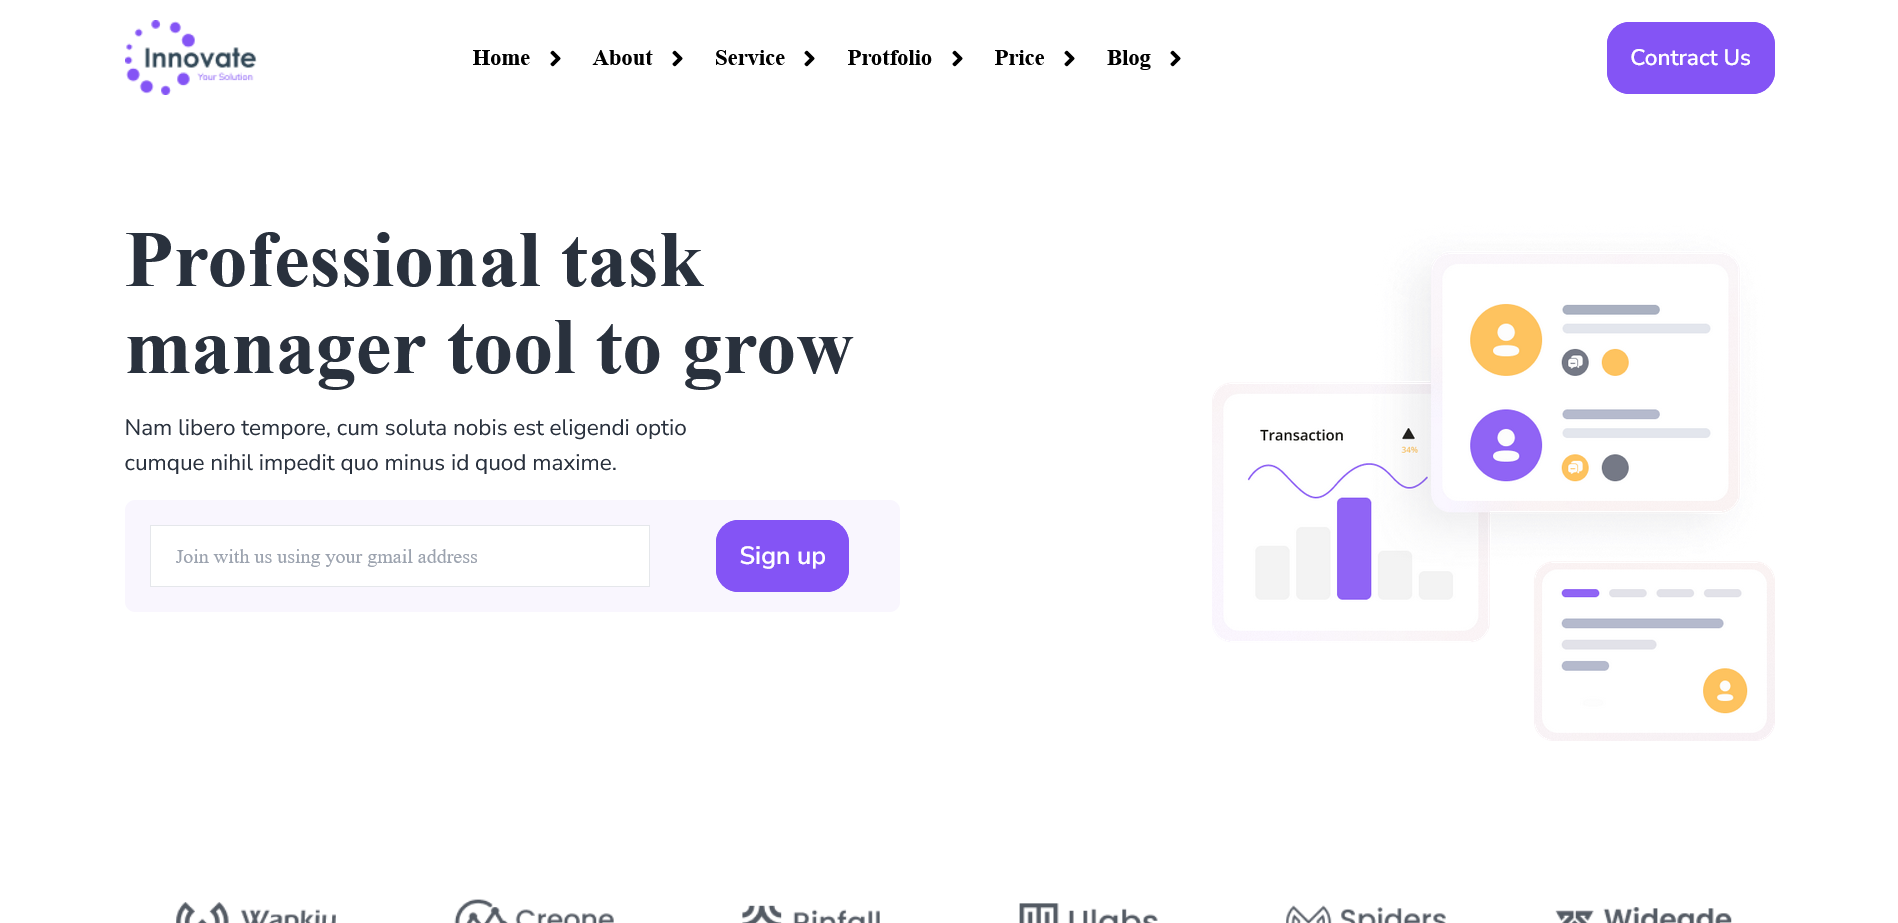 Innovate
Your Solution
Home About Service Protfolio Price Blog
Contract Us
Professional task
manager tool to grow
Nam libero tempore, cum soluta nobis est eligendi optio
cumque nihil impedit quo minus id quod maxime.
Join with us using your gmail address
Sign up
Transaction
34%
Wankiu Creone Rinfall Ulabs Spiders Wideade